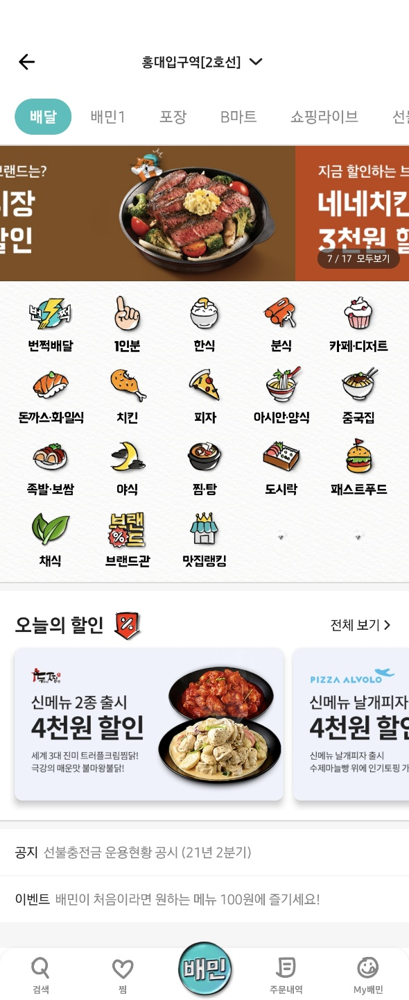 홍대입구역[2호선]
배달 배민1 포장 B마트 쇼핑라이브 선
브랜드는?
장
할인
지금 할인하는 브
네네치킨
3천원 할
7 / 17 모두보기
번쩍
번쩍배달 1인분 한식 분식 카페·디저트
돈까스·회·일식 치킨 피자 아시안·양식 중국집
족발·보쌈 야식 찜·탕 도시락 패스트푸드
브랜드
%
채식 브랜드관 맛집랭킹
오늘의 할인 %
전체 보기
두찜
신메뉴 2종 출시
4천원 할인
세계 3대 진미 트러플크림찜닭!
극강의 매운맛 불마왕불닭!
PIZZA ALVOLO
신메뉴 날개피자
4천원 할인
신메뉴 날개피자 출시
수제마늘빵 위에 인기토핑 가
공지 선불충전금 운용현황 공시 (21년 2분기)
이벤트 배민이 처음이라면 원하는 메뉴 100원에 즐기세요!
배민
검색 찜 주문내역 My배민